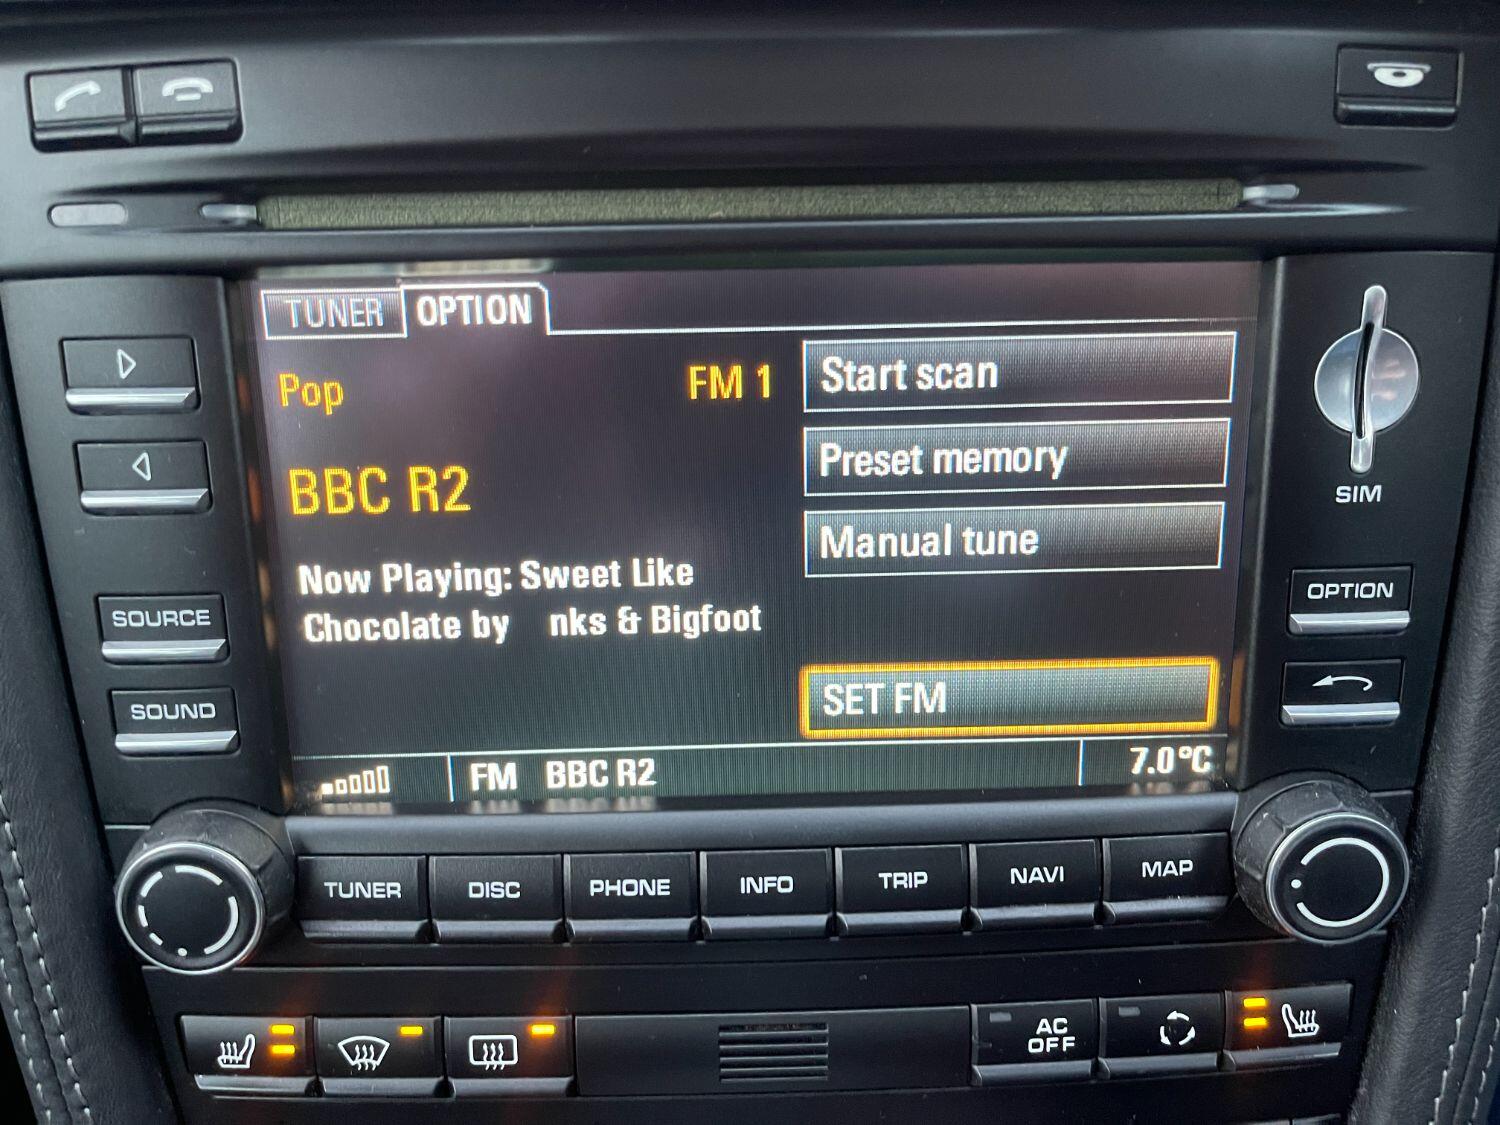 TUNER OPTION
Pop FM 1
BBC R2
Now Playing: Sweet Like
Chocolate by nks & Bigfoot
Start scan
Preset memory
Manual tune
SET FM
FM BBC R2 7.0°C
SOURCE
SOUND
SIM
OPTION
TUNER DISC PHONE INFO TRIP NAVI MAP
AC
OFF